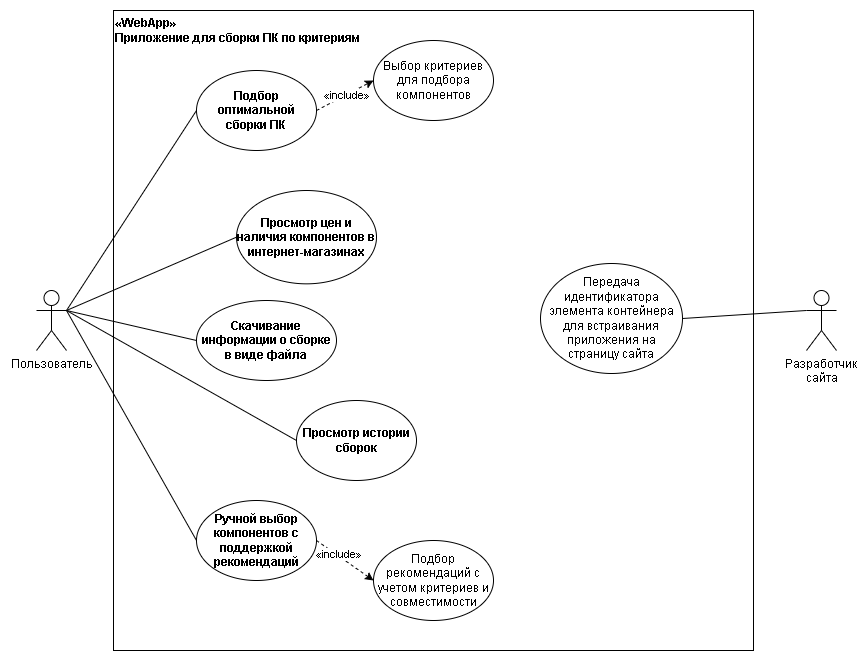 «WebApp»
Приложение для сборки ПК по критериям
Выбор критериев
для подбора
компонентов
Подбор
оптимальной
сборки ПК
«include»
Просмотр цен и
наличия компонентов в
интернет-магазинах
Передача
идентификатора
элемента контейнера
для встраивания
приложения на
страницу сайта
Скачивание
информации о сборке
в виде файла
Пользователь
Разработчик
сайта
Просмотр истории
сборок
Ручной выбор
компонентов с
поддержкой
рекомендаций
«include»
Подбор
рекомендаций с
учетом критериев и
совместимости